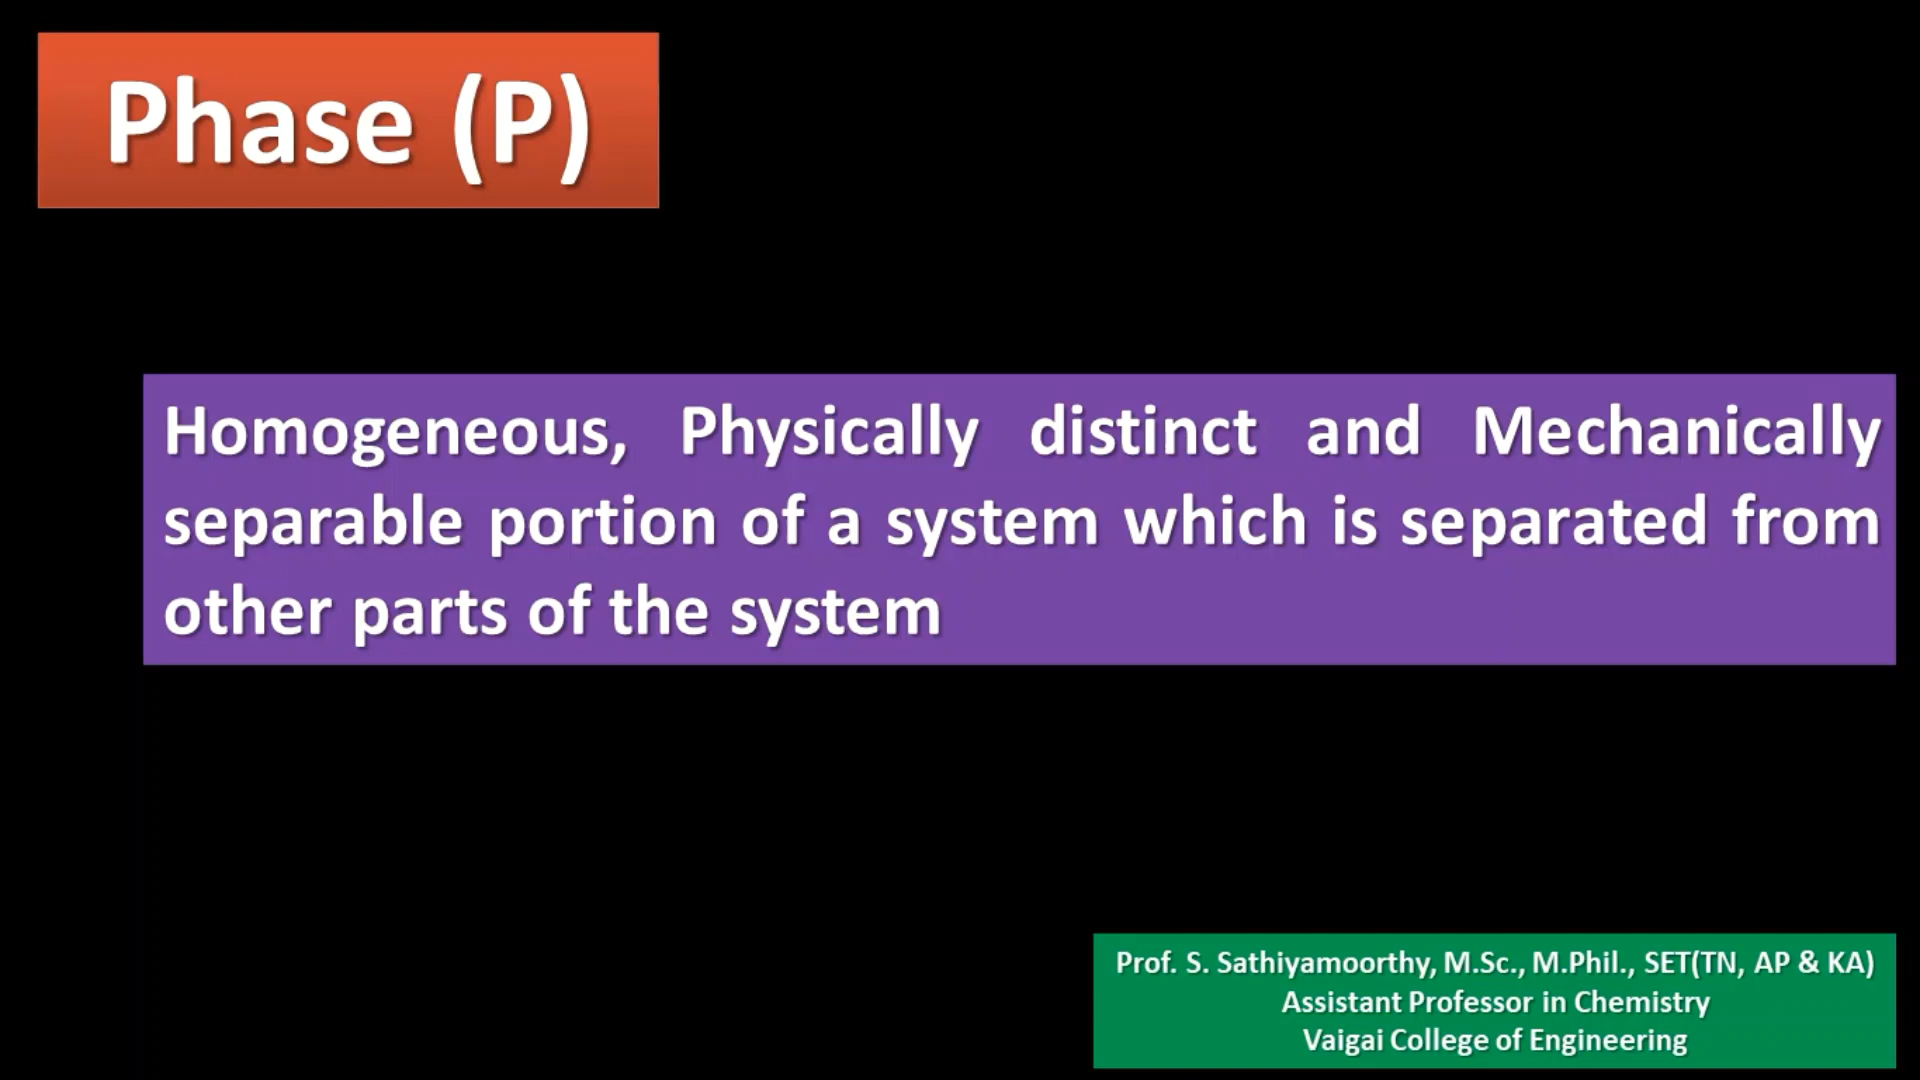 Phase (P)
Homogeneous, Physically distinct and Mechanically
separable portion of a system which is separated from
other parts of the system
Prof. S. Sathiyamoorthy, M.Sc., M.Phil., SET(TN, AP & KA)
Assistant Professor in Chemistry
Vaigai College of Engineering